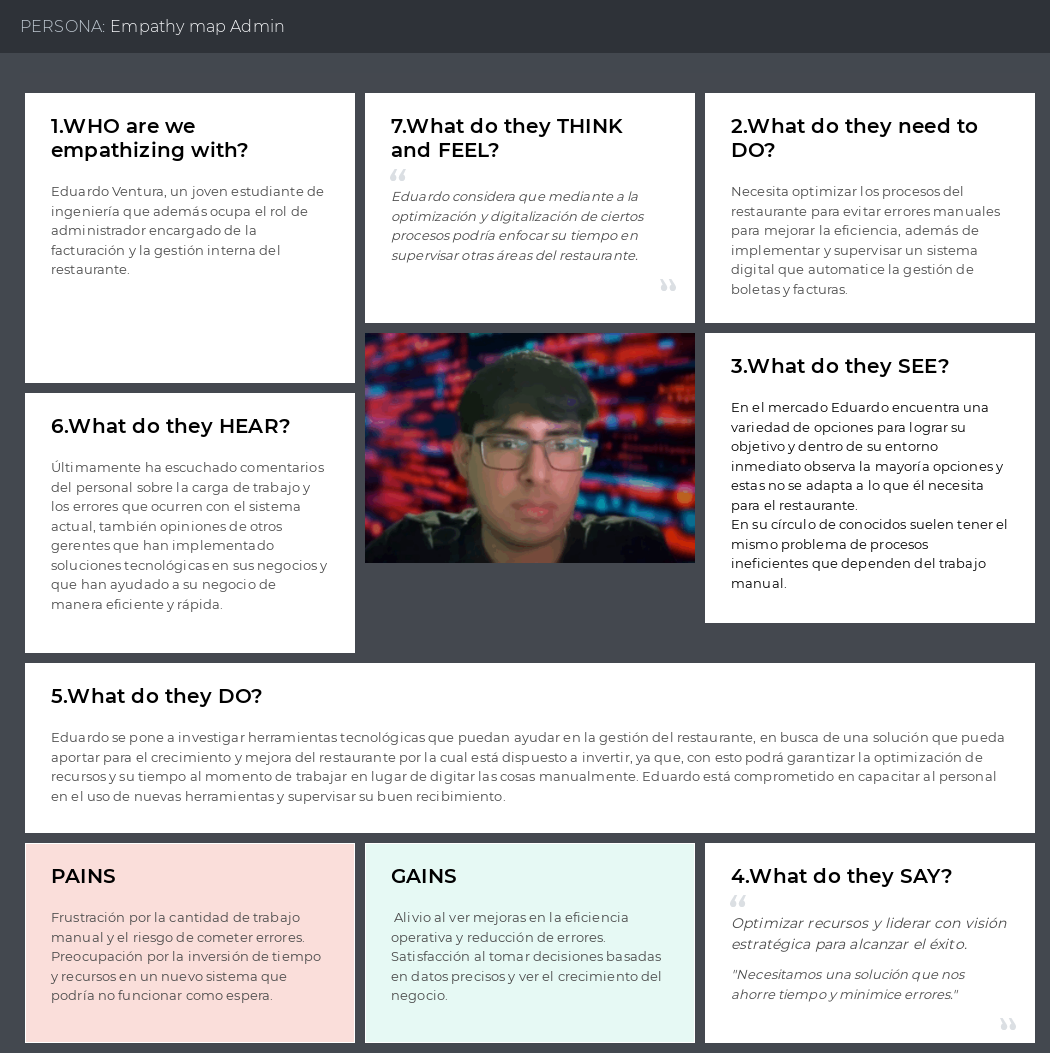 PERSONA: Empathy map Admin
1.WHO are we
empathizing with?
Eduardo Ventura, un joven estudiante de
ingeniería que además ocupa el rol de
administrador encargado de la
facturación y la gestión interna del
restaurante.
7.What do they THINK
and FEEL?
“
Eduardo considera que mediante a la
optimización y digitalización de ciertos
procesos podría enfocar su tiempo en
supervisar otras áreas del restaurante.
”
2.What do they need to
DO?
Necesita optimizar los procesos del
restaurante para evitar errores manuales
para mejorar la eficiencia, además de
implementar y supervisar un sistema
digital que automatice la gestión de
boletas y facturas.
3.What do they SEE?
En el mercado Eduardo encuentra una
variedad de opciones para lograr su
objetivo y dentro de su entorno
inmediato observa la mayoría opciones y
estas no se adapta a lo que él necesita
para el restaurante.
En su círculo de conocidos suelen tener el
mismo problema de procesos
ineficientes que dependen del trabajo
manual.
6.What do they HEAR?
Últimamente ha escuchado comentarios
del personal sobre la carga de trabajo y
los errores que ocurren con el sistema
actual, también opiniones de otros
gerentes que han implementado
soluciones tecnológicas en sus negocios y
que han ayudado a su negocio de
manera eficiente y rápida.
5.What do they DO?
Eduardo se pone a investigar herramientas tecnológicas que puedan ayudar en la gestión del restaurante, en busca de una solución que pueda
aportar para el crecimiento y mejora del restaurante por la cual está dispuesto a invertir, ya que, con esto podrá garantizar la optimización de
recursos y su tiempo al momento de trabajar en lugar de digitar las cosas manualmente. Eduardo está comprometido en capacitar al personal
en el uso de nuevas herramientas y supervisar su buen recibimiento.
PAINS
Frustración por la cantidad de trabajo
manual y el riesgo de cometer errores.
Preocupación por la inversión de tiempo
y recursos en un nuevo sistema que
podría no funcionar como espera.
GAINS
Alivio al ver mejoras en la eficiencia
operativa y reducción de errores.
Satisfacción al tomar decisiones basadas
en datos precisos y ver el crecimiento del
negocio.
4.What do they SAY?
“
Optimizar recursos y liderar con visión
estratégica para alcanzar el éxito.
"Necesitamos una solución que nos
ahorre tiempo y minimice errores."
”